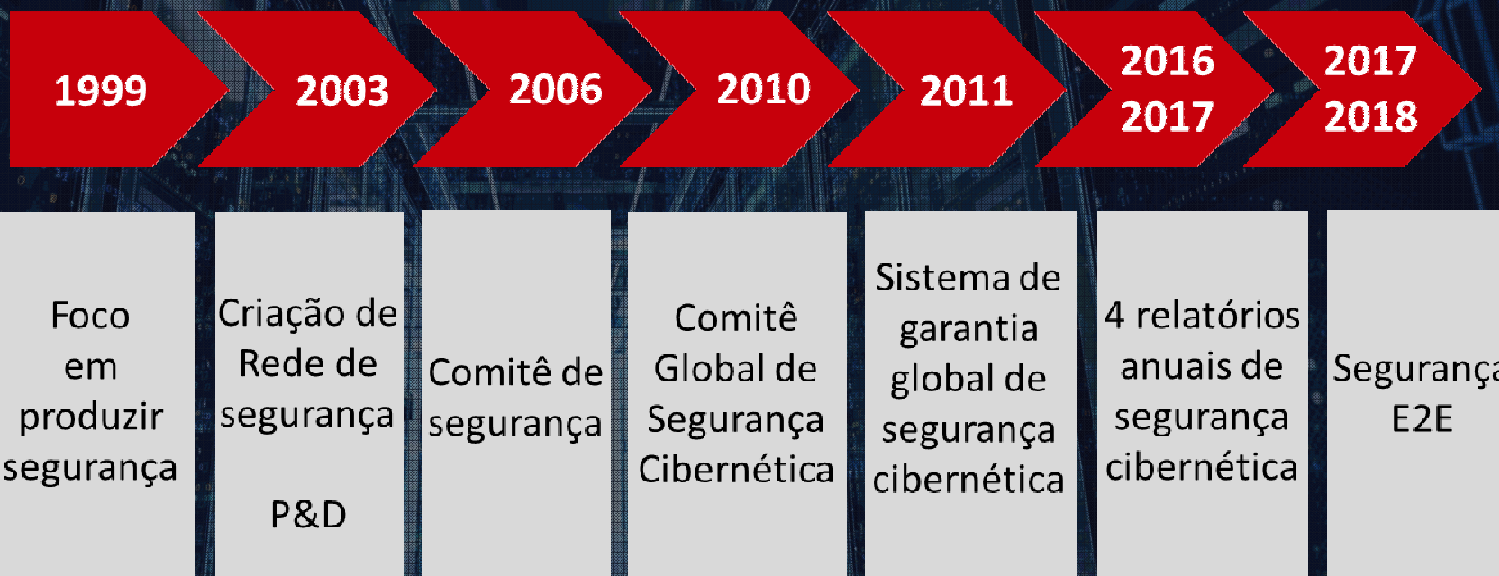 1999
2003
2006
2010
2011
2016
2017
2017
2018
Foco
em
produzir
segurança
Criação de
Rede de
segurança
P&D
Comitê de
segurança
Comitê
Global de
Segurança
Cibernética
Sistema de
garantia
global de
segurança
cibernética
4 relatórios
anuais de
segurança
cibernética
Segurança
E2E